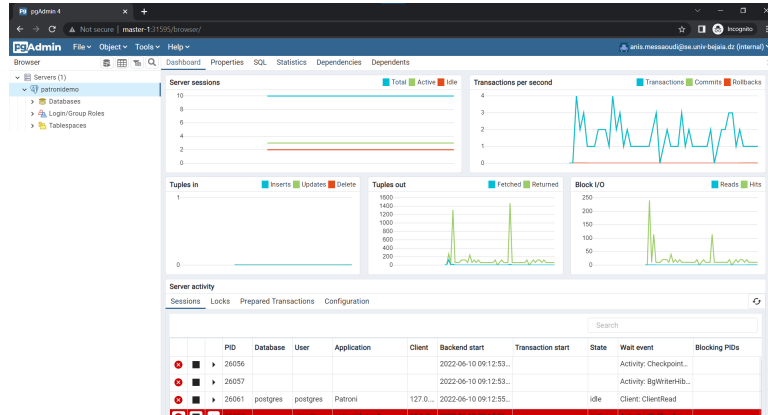 pgAdmin 4
Not secure | master-1:31595/browser/
Incognito
pgAdmin File Object Tools Help anis.messaoudi@se.univ-bejaia.dz (internal)
Browser Dashboard Properties SQL Statistics Dependencies Dependents
Servers (1)
patronidemo
Databases
Login/Group Roles
Tablespaces
Server sessions Total Active Idle
10
8
6
4
2
0
Transactions per second Transactions Commits Rollbacks
4
3
2
1
0
Tuples in Inserts Updates Delete
1
0
Tuples out Fetched Returned
1600
1400
1200
1000
800
600
400
200
0
Block I/O Reads Hits
250
200
150
100
50
0
Server activity
Sessions Locks Prepared Transactions Configuration
Search
PID Database User Application Client Backend start Transaction start State Wait event Blocking PIDs
26056 2022-06-10 09:12:53... Activity: Checkpoint...
26057 2022-06-10 09:12:53... Activity: BgWriterHib...
26061 postgres postgres Patroni 127.0.... 2022-06-10 09:12:55... idle Client: ClientRead